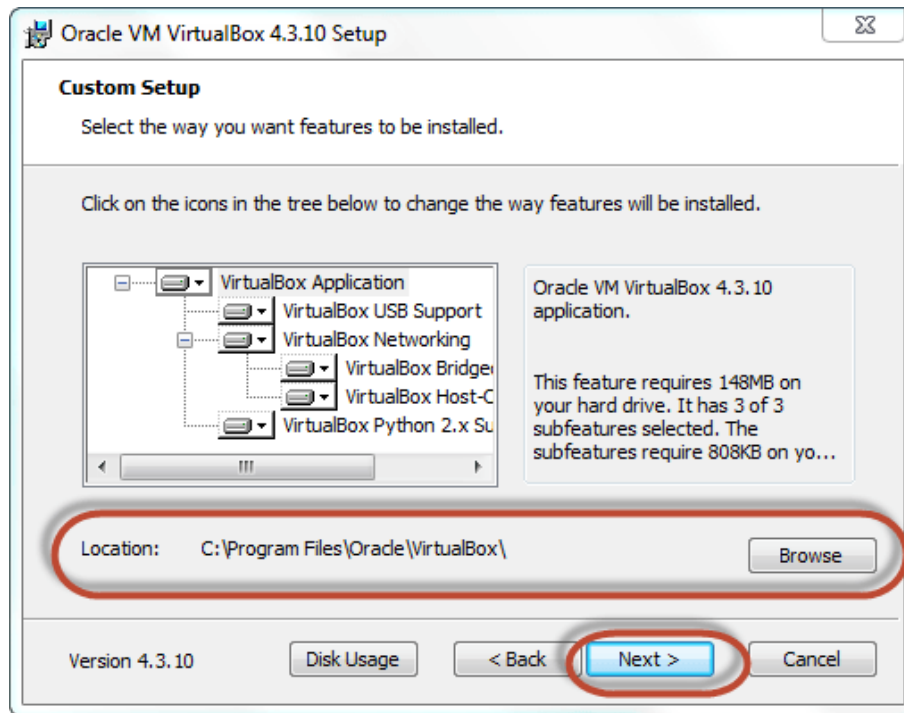 Oracle VM VirtualBox 4.3.10 Setup
Custom Setup
Select the way you want features to be installed.
Click on the icons in the tree below to change the way features will be installed.
VirtualBox Application
VirtualBox USB Support
VirtualBox Networking
VirtualBox Bridge
VirtualBox Host-C
VirtualBox Python 2.x Su
Oracle VM VirtualBox 4.3.10
application.
This feature requires 148MB on
your hard drive. It has 3 of 3
subfeatures selected. The
subfeatures require 808KB on yo...
Location: C:\Program Files\Oracle\VirtualBox\ Browse
Version 4.3.10 Disk Usage < Back Next > Cancel